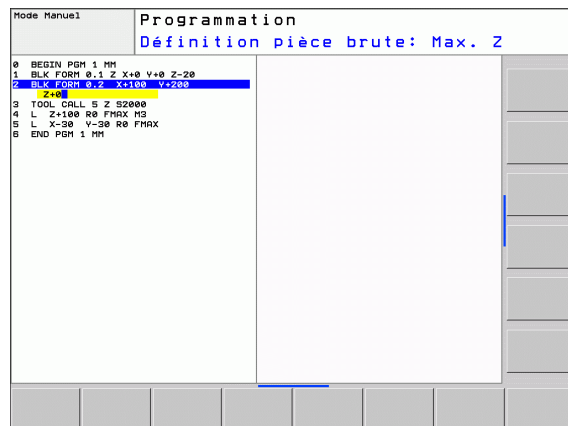 Mode Manuel
Programmation
Définition pièce brute: Max. Z
0 BEGIN PGM 1 MM
1 BLK FORM 0.1 Z X+0 Y+0 Z-20
2 BLK FORM 0.2 X+100 Y+200
Z+0
3 TOOL CALL 5 Z S2000
4 L Z+100 R0 FMAX M3
5 L X-30 Y-30 R0 FMAX
6 END PGM 1 MM